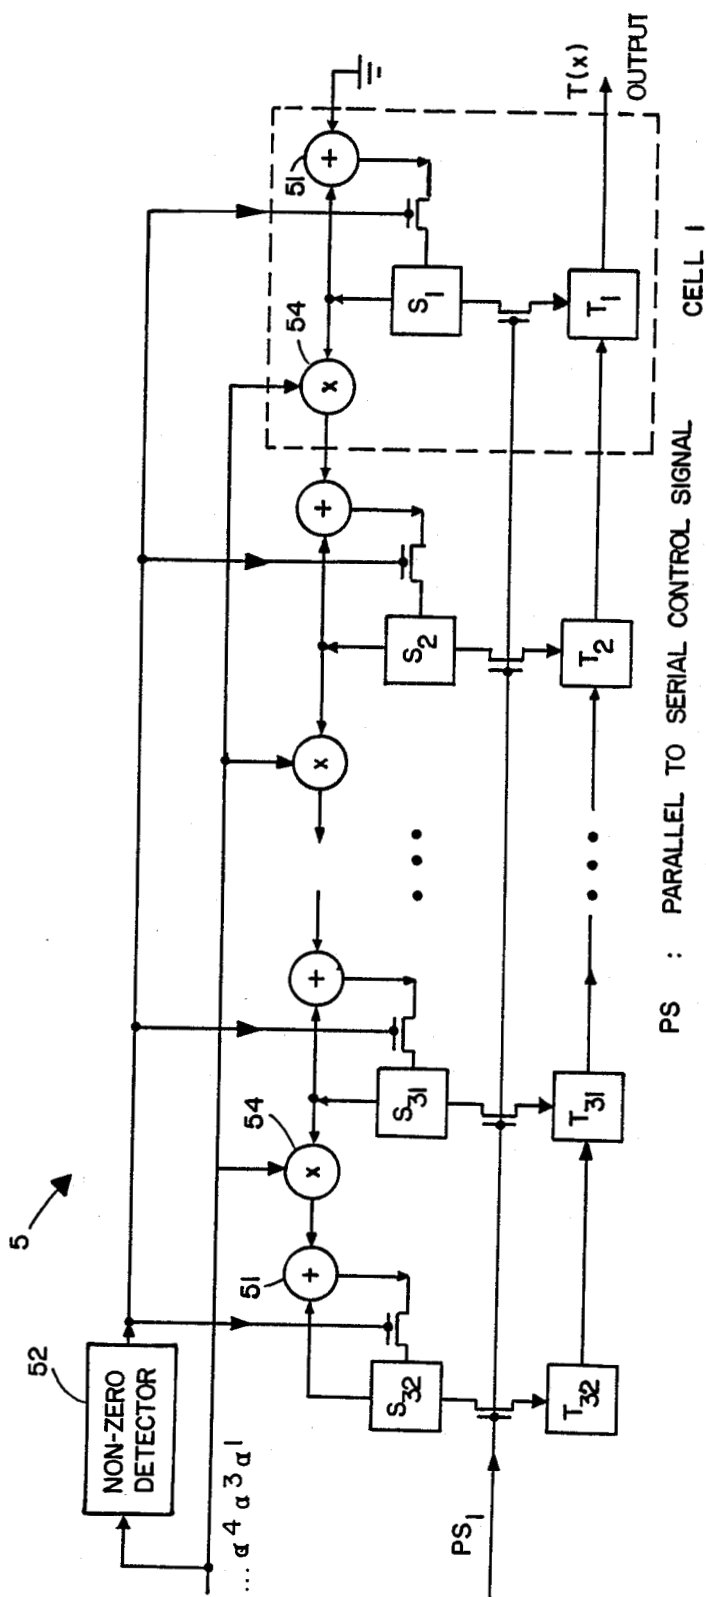 5
52
NON-ZERO
DETECTOR
... α⁴ α³ α¹
51
+
54
x
+
x
+
54
x
51
+
S₃₂
S₃₁
S₂
S₁
PS₁
T₃₂
T₃₁
T₂
T₁
T(x)
OUTPUT
PS : PARALLEL TO SERIAL CONTROL SIGNAL
CELL 1